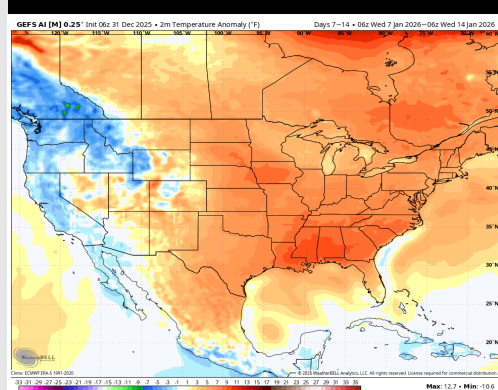 GEFS AI [M] 0.25° Init 06z 31 Dec 2025 • 2m Temperature Anomaly (°F)
Days 7−14 • 06z Wed 7 Jan 2026−06z Wed 14 Jan 2026
120°W 115°W 110°W 105°W 100°W 95°W 90°W 85°W 80°W 75°W
50°N
45°N
40°N
35°N
30°N
25°N
20°N
WeatherBELL
Climo: ECMWF ERA-5 1991-2020
© 2025 WeatherBELL Analytics, LLC. All rights reserved. License required for commercial distribution.
-33 -31 -29 -27 -25 -23 -21 -19 -17 -15 -13 -11 -9 -7 -5 -3 -1 1 3 5 7 9 11 13 15 17 19 21 23 25 27 29 31 33 35
Max: 12.7 • Min: -10.0